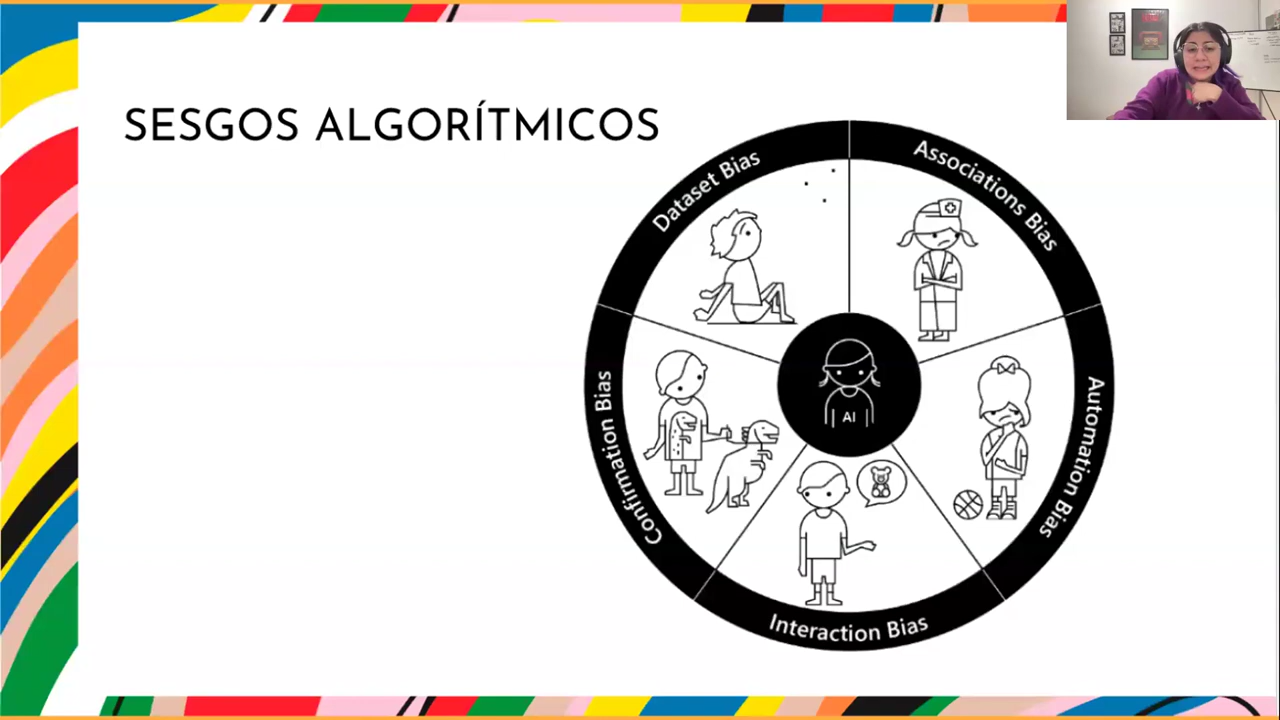 SESGOS ALGORÍTMICOS
Dataset Bias
Associations Bias
Confirmation Bias
AI
Automation Bias
Interaction Bias